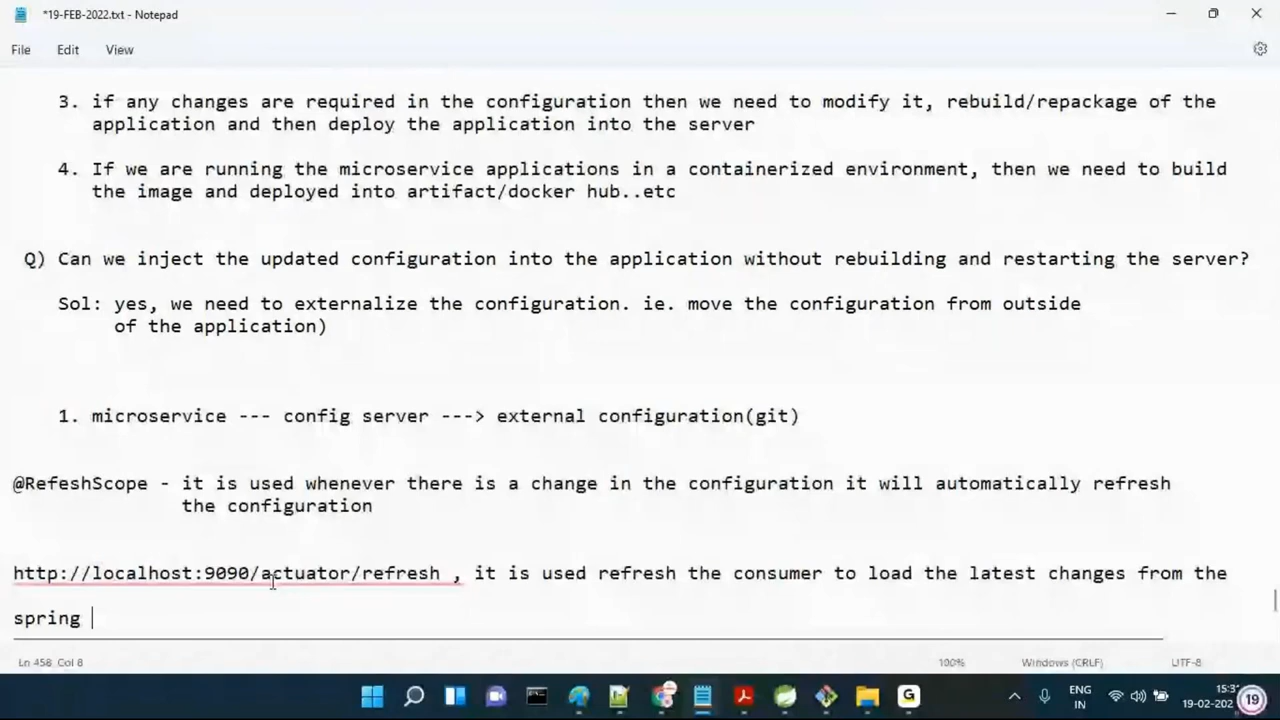 *19-FEB-2022.txt - Notepad
File Edit View
3. if any changes are required in the configuration then we need to modify it, rebuild/repackage of the
application and then deploy the application into the server
4. If we are running the microservice applications in a containerized environment, then we need to build
the image and deployed into artifact/docker hub..etc
Q) Can we inject the updated configuration into the application without rebuilding and restarting the server?
Sol: yes, we need to externalize the configuration. ie. move the configuration from outside
of the application)
1. microservice --- config server ---> external configuration(git)
@RefeshScope - it is used whenever there is a change in the configuration it will automatically refresh
the configuration
http://localhost:9090/actuator/refresh , it is used refresh the consumer to load the latest changes from the
spring
Ln 458, Col 8 100% Windows (CRLF) UTF-8
ENG
IN
15:3
19-02-202
19
G